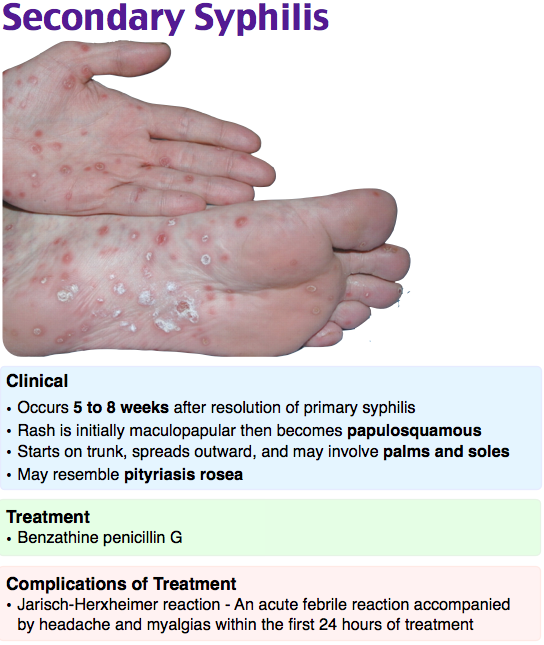 Secondary Syphilis
Clinical
• Occurs 5 to 8 weeks after resolution of primary syphilis
• Rash is initially maculopapular then becomes papulosquamous
• Starts on trunk, spreads outward, and may involve palms and soles
• May resemble pityriasis rosea
Treatment
• Benzathine penicillin G
Complications of Treatment
• Jarisch-Herxheimer reaction - An acute febrile reaction accompanied
by headache and myalgias within the first 24 hours of treatment